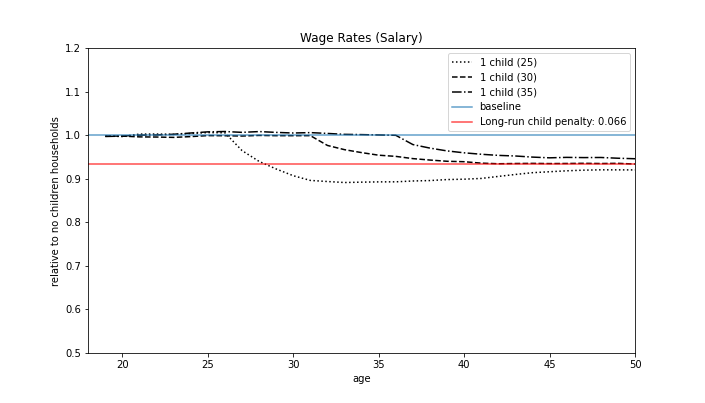 Wage Rates (Salary)
1.2
1.1
1.0
0.9
0.8
0.7
0.6
0.5
relative to no children households
1 child (25)
1 child (30)
1 child (35)
baseline
Long-run child penalty: 0.066
20 25 30 35 40 45 50
age